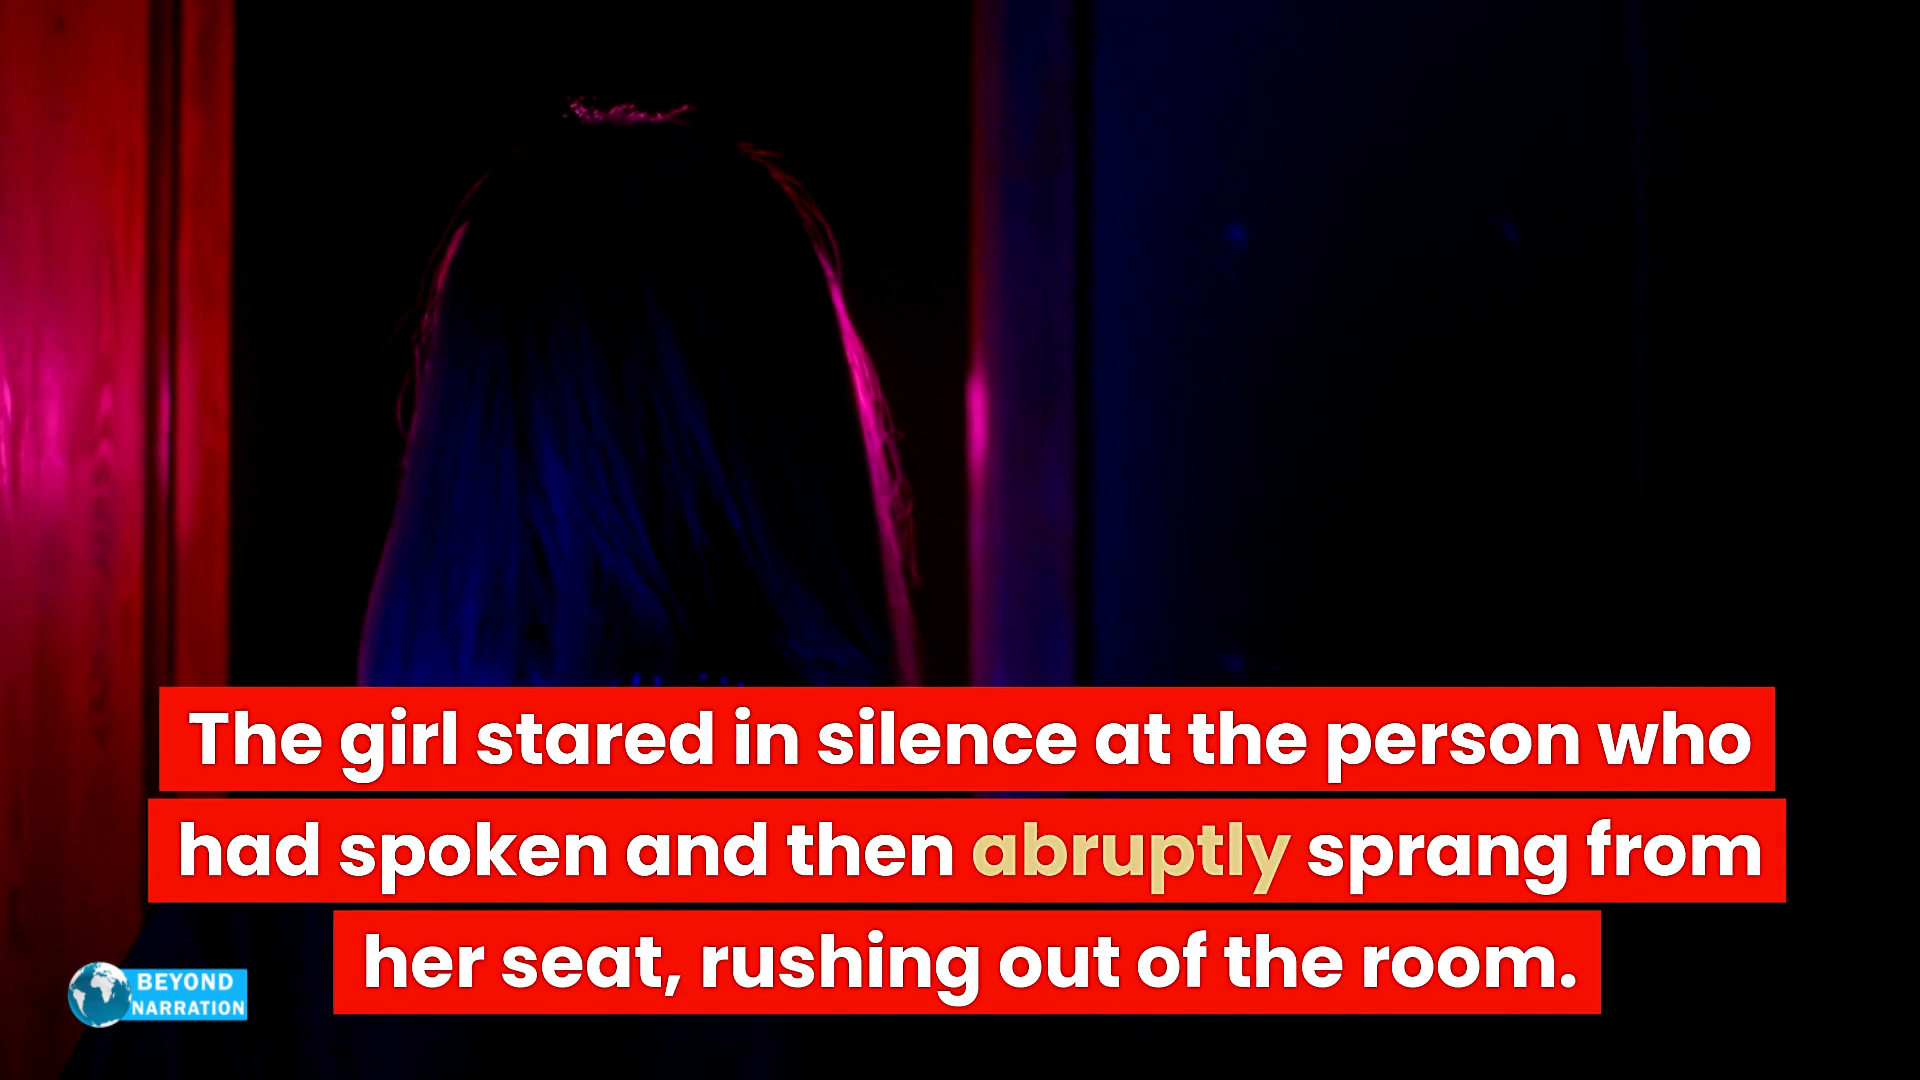 The girl stared in silence at the person who
had spoken and then abruptly sprang from
her seat, rushing out of the room.
BEYOND
NARRATION